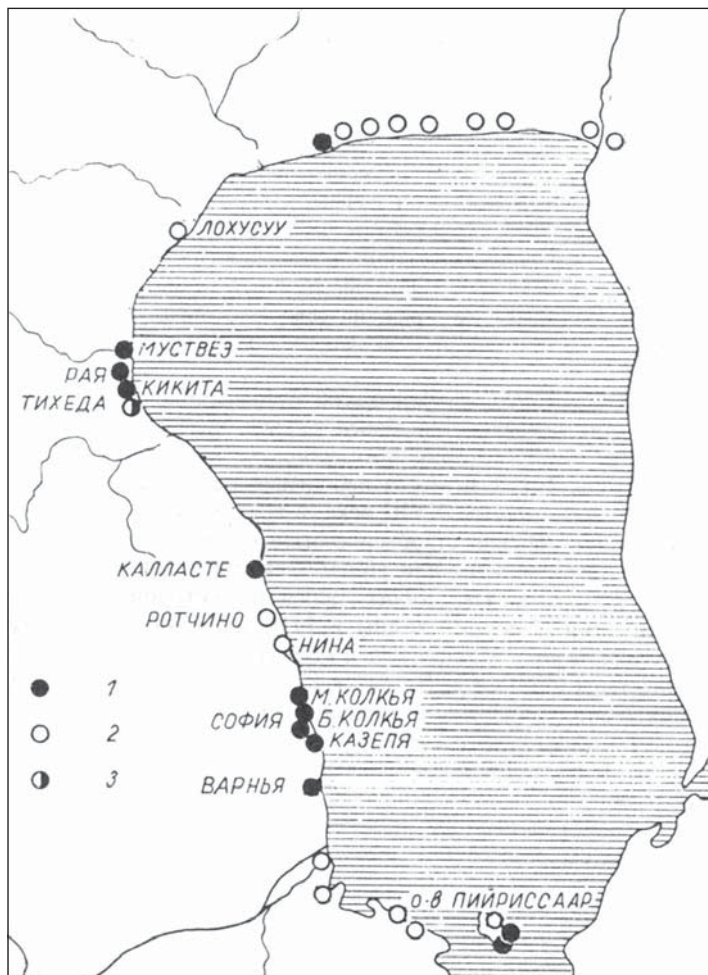 ЛОХУСУУ
МУСТВЕЭ
РАЯ
КИКИТА
ТИХЕДА
КАЛЛАСТЕ
РОТЧИНО
НИНА
М.КОЛКЬЯ
Б.КОЛКЬЯ
СОФИЯ
КАЗЕПЯ
ВАРНЬЯ
О-В ПИЙРИССААР
1
2
3